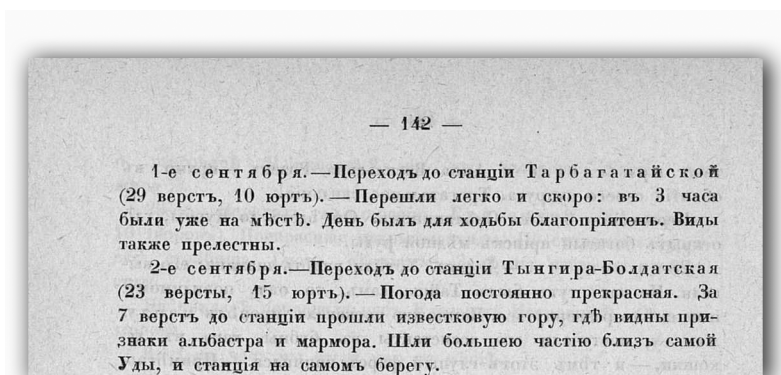 — 142 —
1-е сентября.—Переходъ до станціи Тарбагатайской
(29 верстъ, 10 юртъ).—Перешли легко и скоро: въ 3 часа
были уже на мѣстѣ. День былъ для ходьбы благопріятенъ. Виды
также прелестны.
2-е сентября.—Переходъ до станціи Тынгира-Болдатская
(23 версты, 15 юртъ).—Погода постоянно прекрасная. За
7 верстъ до станціи прошли известковую гору, гдѣ видны при-
знаки альбастра и мармора. Шли большею частію близъ самой
Уды, и станція на самомъ берегу.